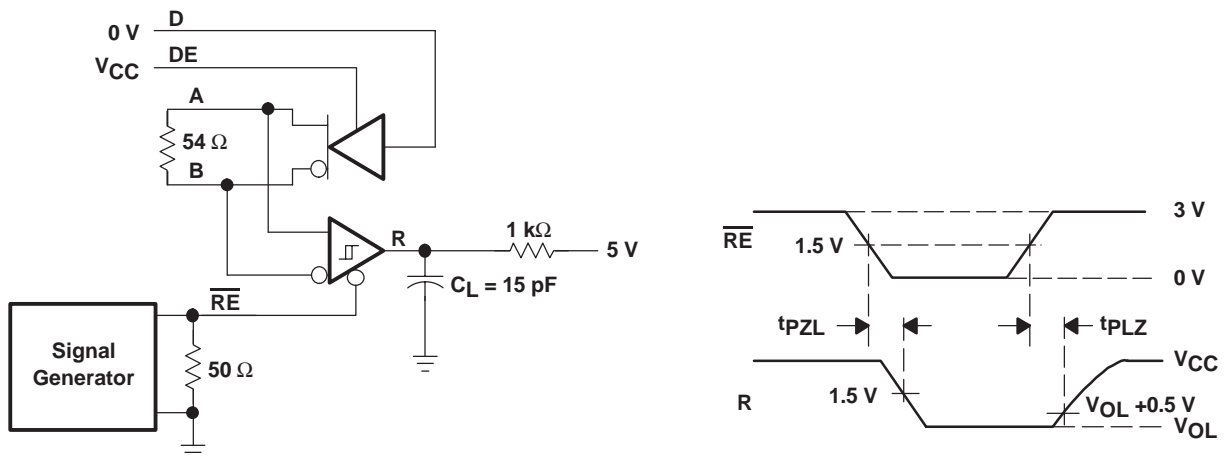 D
0 V
DE
VCC
A
54 Ω
B
R
1 kΩ
5 V
CL = 15 pF
RE
Signal
Generator
50 Ω
3 V
RE
1.5 V
0 V
tPZL
tPLZ
VCC
1.5 V
R
VOL +0.5 V
VOL